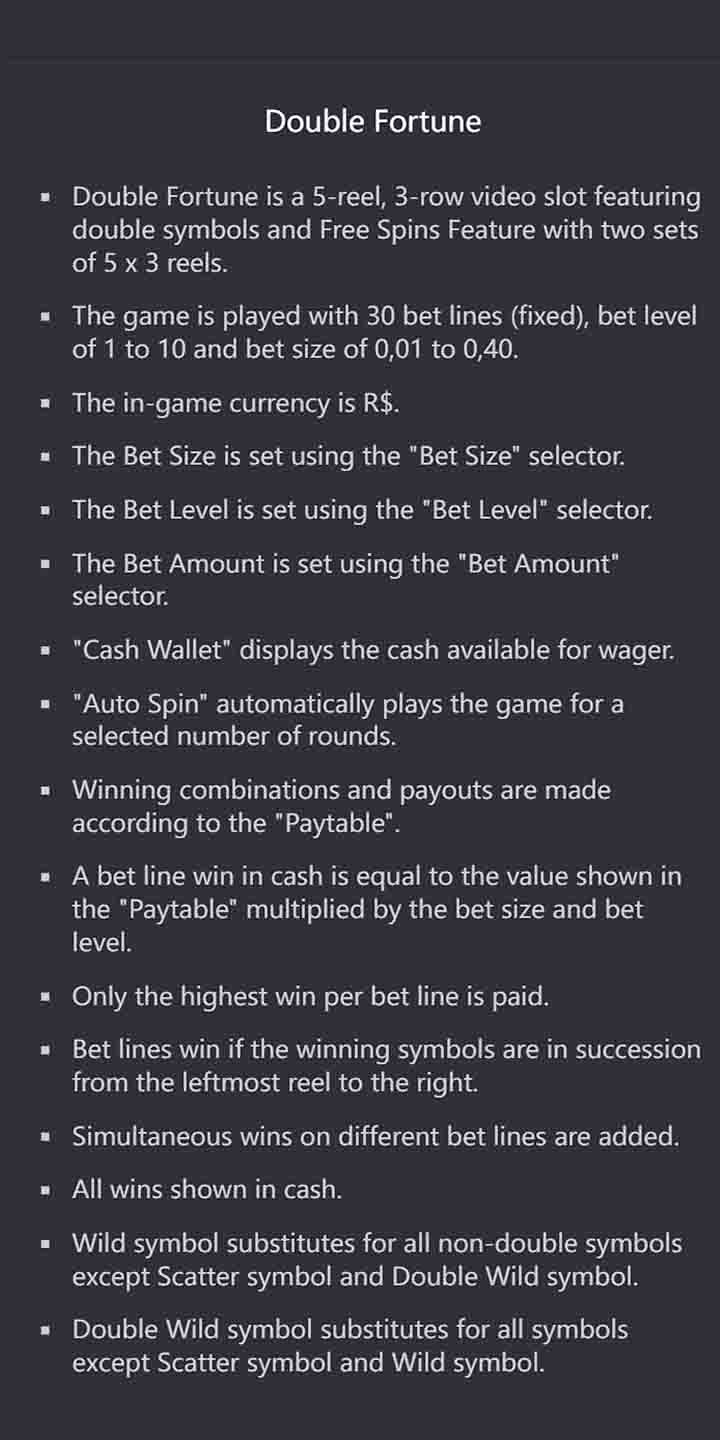 Double Fortune
▪ Double Fortune is a 5-reel, 3-row video slot featuring
double symbols and Free Spins Feature with two sets
of 5 x 3 reels.
▪ The game is played with 30 bet lines (fixed), bet level
of 1 to 10 and bet size of 0,01 to 0,40.
▪ The in-game currency is R$.
▪ The Bet Size is set using the "Bet Size" selector.
▪ The Bet Level is set using the "Bet Level" selector.
▪ The Bet Amount is set using the "Bet Amount"
selector.
▪ "Cash Wallet" displays the cash available for wager.
▪ "Auto Spin" automatically plays the game for a
selected number of rounds.
▪ Winning combinations and payouts are made
according to the "Paytable".
▪ A bet line win in cash is equal to the value shown in
the "Paytable" multiplied by the bet size and bet
level.
▪ Only the highest win per bet line is paid.
▪ Bet lines win if the winning symbols are in succession
from the leftmost reel to the right.
▪ Simultaneous wins on different bet lines are added.
▪ All wins shown in cash.
▪ Wild symbol substitutes for all non-double symbols
except Scatter symbol and Double Wild symbol.
▪ Double Wild symbol substitutes for all symbols
except Scatter symbol and Wild symbol.